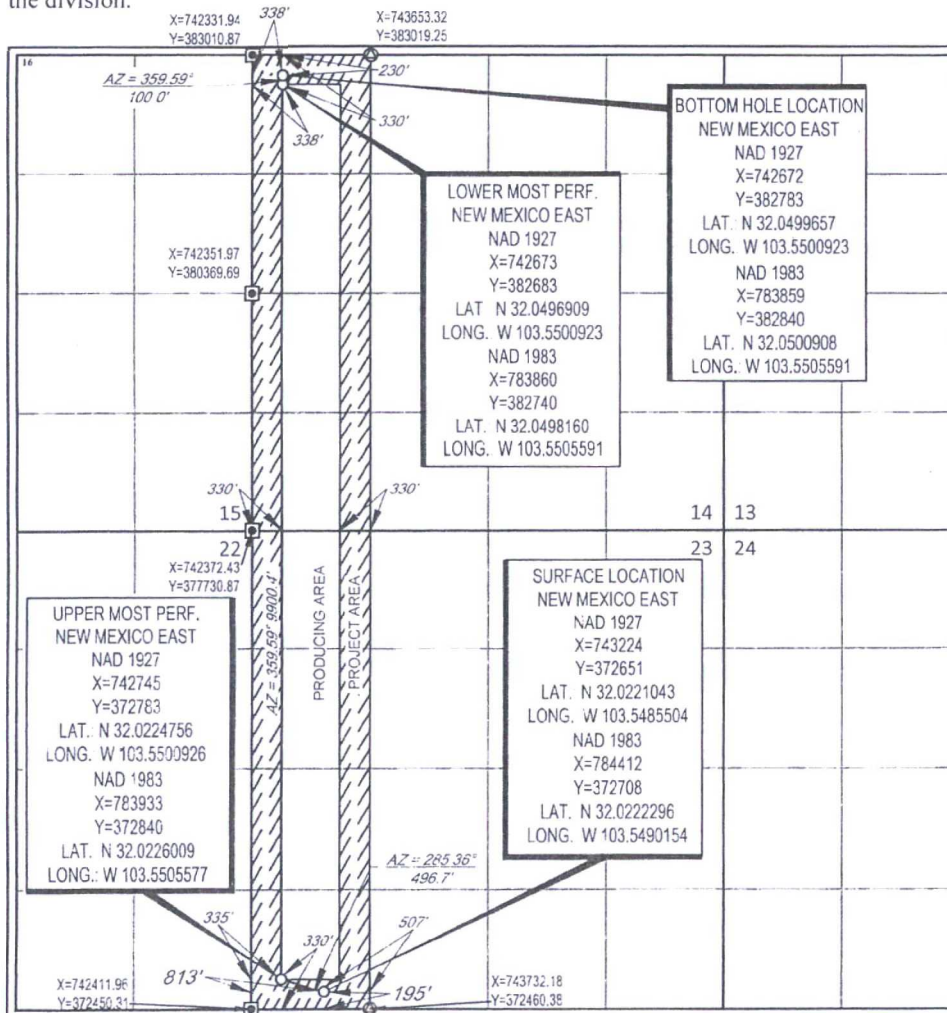 the division.
X=742331.94
Y=383010.87
338'
X=743653.32
Y=383019.25
16
AZ = 359.59°
100.0'
230'
330'
338'
BOTTOM HOLE LOCATION
NEW MEXICO EAST
NAD 1927
X=742672
Y=382783
LAT.: N 32.0499657
LONG.: W 103.5500923
NAD 1983
X=783859
Y=382840
LAT. N 32.0500908
LONG.: W 103.5505591
LOWER MOST PERF.
NEW MEXICO EAST
NAD 1927
X=742673
Y=382683
LAT N 32.0496909
LONG.: W 103.5500923
NAD 1983
X=783860
Y=382740
LAT. N 32.0498160
LONG. W 103.5505591
X=742351.97
Y=380369.69
330'
330'
15
14 13
22
23 24
X=742372.43
Y=377730.87
AZ = 359.59° 9900.4'
PRODUCING AREA
PROJECT AREA
UPPER MOST PERF.
NEW MEXICO EAST
NAD 1927
X=742745
Y=372783
LAT.: N 32.0224756
LONG. W 103.5500926
NAD 1983
X=783933
Y=372840
LAT. N 32.0226009
LONG.: W 103.5505577
SURFACE LOCATION
NEW MEXICO EAST
NAD 1927
X=743224
Y=372651
LAT. N 32.0221043
LONG. W 103.5485504
NAD 1983
X=784412
Y=372708
LAT. N 32.0222296
LONG. W 103.5490154
AZ = 285.36°
496.7'
335'
330'
507'
813'
195'
X=742411.96
Y=372450.31
X=743732.18
Y=372460.38